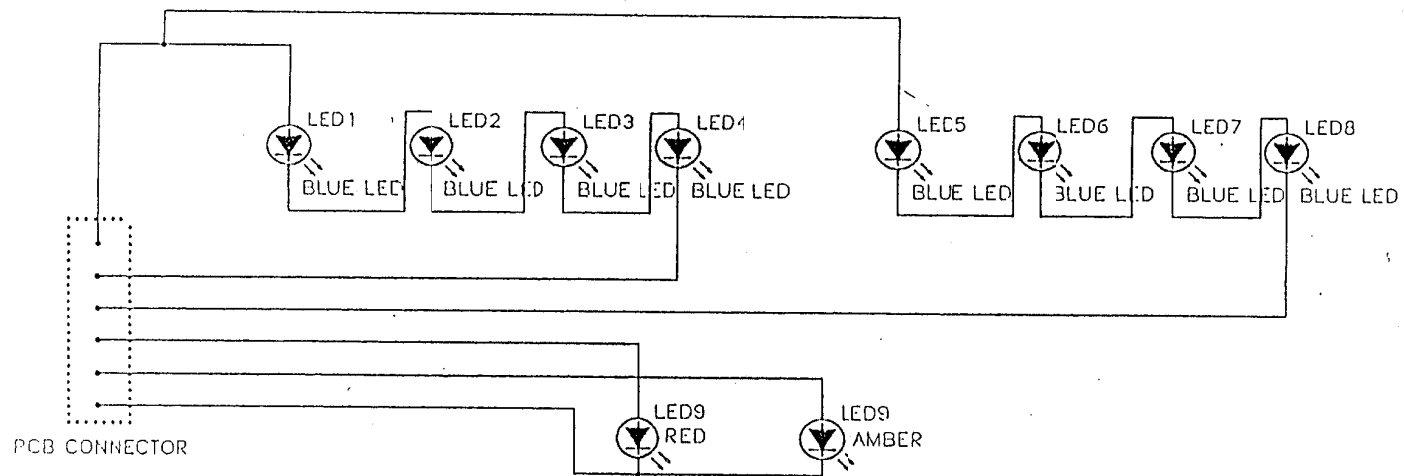 LED1
LED2
LED3
LED4
LED5
LED6
LED7
LED8
BLUE LED
BLUE LED
BLUE LED
BLUE LED
BLUE LED
BLUE LED
BLUE LED
BLUE LED
LED9
RED
LED9
AMBER
PCB CONNECTOR